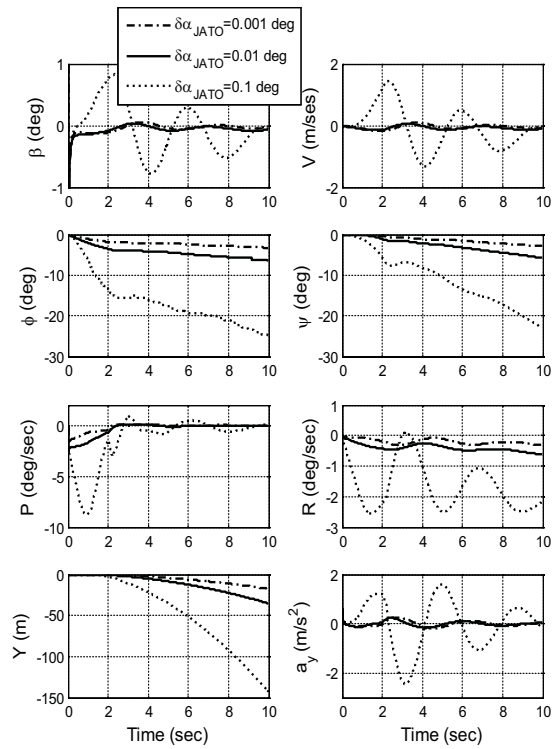 δα_JATO=0.001 deg
δα_JATO=0.01 deg
δα_JATO=0.1 deg
β (deg)
1
0
-1
0 2 4 6 8 10
V (m/ses)
2
0
-2
0 2 4 6 8 10
ϕ (deg)
0
-10
-20
-30
0 2 4 6 8 10
ψ (deg)
0
-10
-20
-30
0 2 4 6 8 10
P (deg/sec)
5
0
-5
-10
0 2 4 6 8 10
R (deg/sec)
1
0
-1
-2
-3
0 2 4 6 8 10
Y (m)
0
-50
-100
-150
0 2 4 6 8 10
Time (sec)
a_y (m/s²)
2
0
-2
0 2 4 6 8 10
Time (sec)